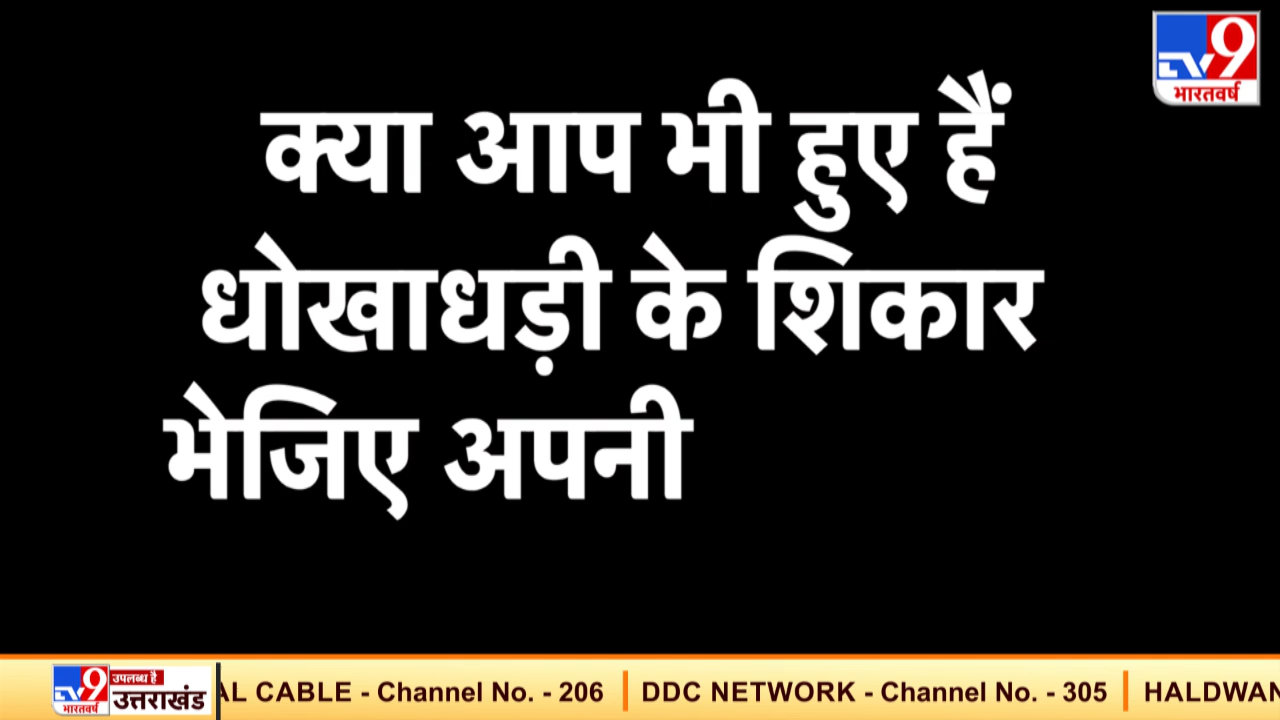 TV9
भारतवर्ष
क्या आप भी हुए हैं
धोखाधड़ी के शिकार
भेजिए अपनी
TV9
भारतवर्ष
उपलब्ध है
उत्तराखंड
AL CABLE - Channel No. - 206 | DDC NETWORK - Channel No. - 305 | HALDWAN